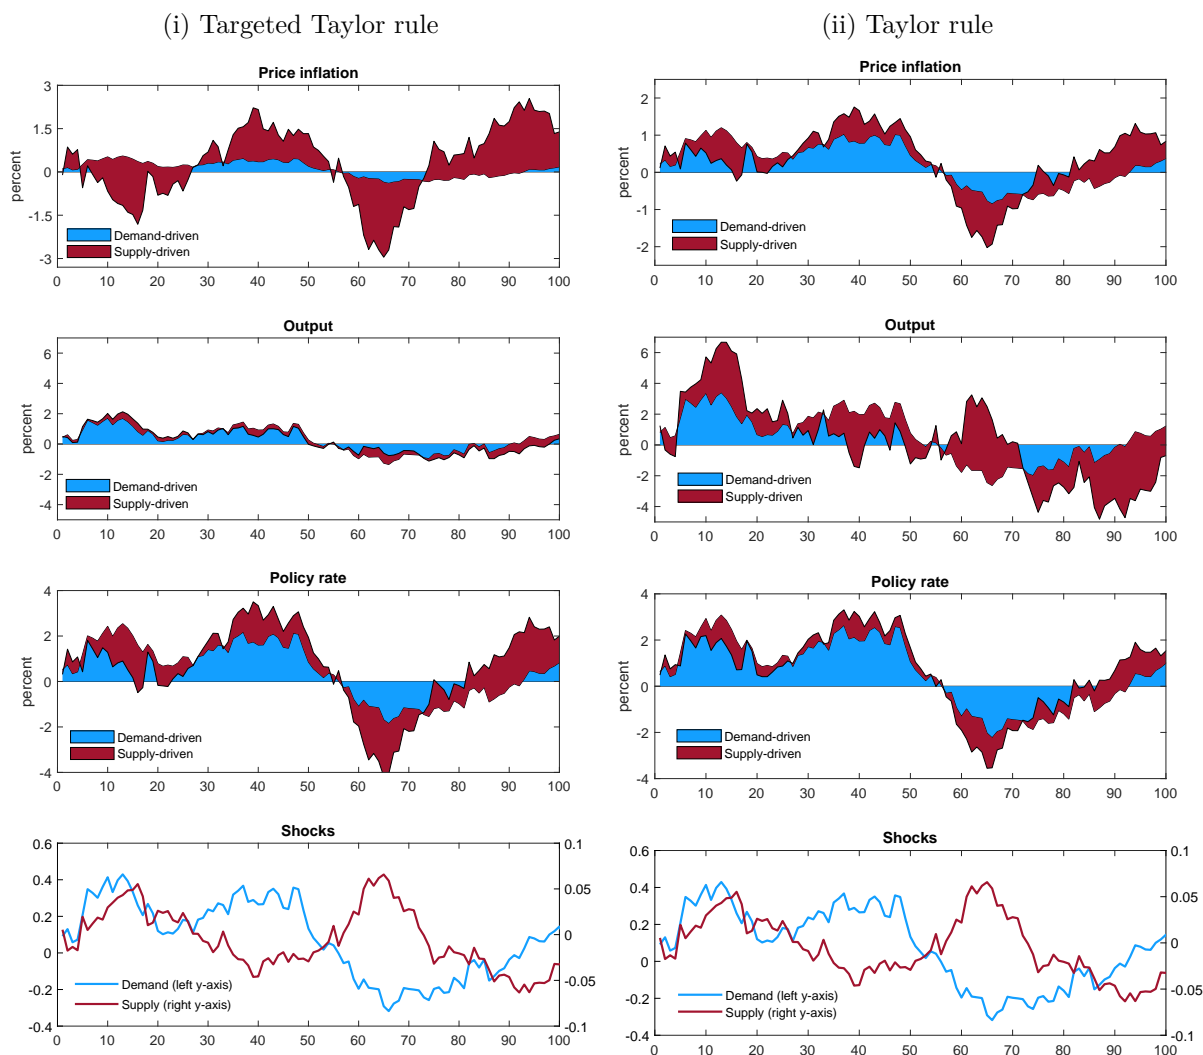 (i) Targeted Taylor rule
Price inflation
percent
3
1.5
0
-1.5
-3
Demand-driven
Supply-driven
0 10 20 30 40 50 60 70 80 90 100
Output
percent
6
4
2
0
-2
-4
Demand-driven
Supply-driven
0 10 20 30 40 50 60 70 80 90 100
Policy rate
percent
4
2
0
-2
-4
Demand-driven
Supply-driven
0 10 20 30 40 50 60 70 80 90 100
Shocks
0.6
0.4
0.2
0
-0.2
-0.4
0.1
0.05
0
-0.05
-0.1
Demand (left y-axis)
Supply (right y-axis)
0 10 20 30 40 50 60 70 80 90 100
(ii) Taylor rule
Price inflation
percent
2
1
0
-1
-2
Demand-driven
Supply-driven
0 10 20 30 40 50 60 70 80 90 100
Output
percent
6
4
2
0
-2
-4
Demand-driven
Supply-driven
0 10 20 30 40 50 60 70 80 90 100
Policy rate
percent
4
2
0
-2
-4
Demand-driven
Supply-driven
0 10 20 30 40 50 60 70 80 90 100
Shocks
0.6
0.4
0.2
0
-0.2
-0.4
0.1
0.05
0
-0.05
-0.1
Demand (left y-axis)
Supply (right y-axis)
0 10 20 30 40 50 60 70 80 90 100